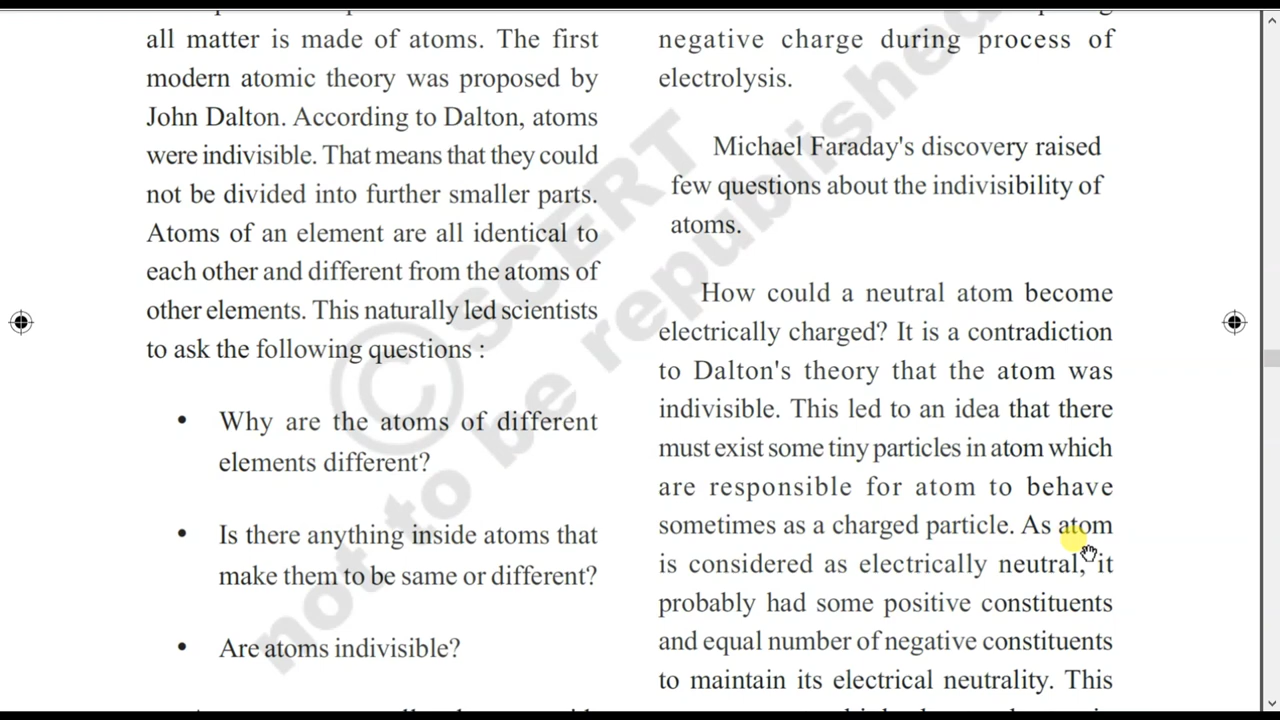 all matter is made of atoms. The first
modern atomic theory was proposed by
John Dalton. According to Dalton, atoms
were indivisible. That means that they could
not be divided into further smaller parts.
Atoms of an element are all identical to
each other and different from the atoms of
other elements. This naturally led scientists
to ask the following questions :
• Why are the atoms of different
elements different?
• Is there anything inside atoms that
make them to be same or different?
• Are atoms indivisible?
negative charge during process of
electrolysis.
Michael Faraday's discovery raised
few questions about the indivisibility of
atoms.
How could a neutral atom become
electrically charged? It is a contradiction
to Dalton's theory that the atom was
indivisible. This led to an idea that there
must exist some tiny particles in atom which
are responsible for atom to behave
sometimes as a charged particle. As atom
is considered as electrically neutral, it
probably had some positive constituents
and equal number of negative constituents
to maintain its electrical neutrality. This
© SCERT
not to be republished